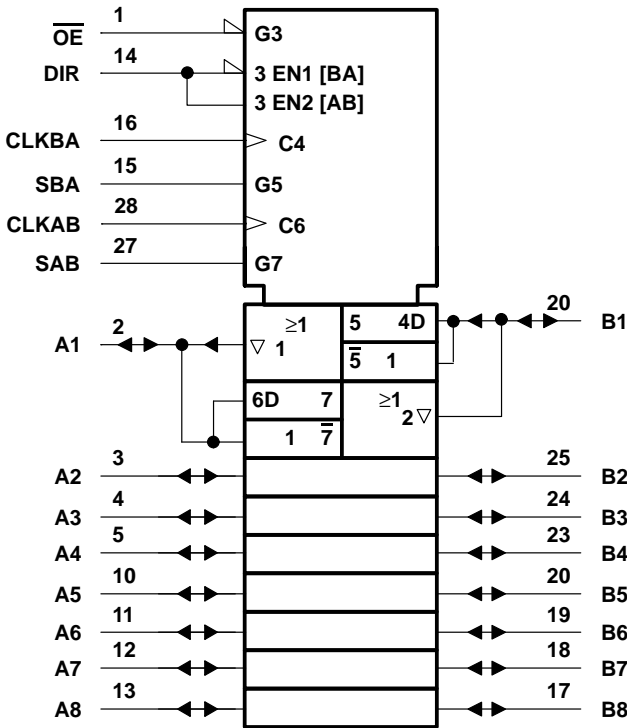 1
OE
G3
14
DIR
3 EN1 [BA]
3 EN2 [AB]
16
CLKBA
C4
15
SBA
G5
28
CLKAB
C6
27
SAB
G7
2
A1
≥1
▽ 1
5 4D
5 1
20
B1
6D 7
1 7
≥1
2 ▽
3
A2
25
B2
4
A3
24
B3
5
A4
23
B4
10
A5
20
B5
11
A6
19
B6
12
A7
18
B7
13
A8
17
B8